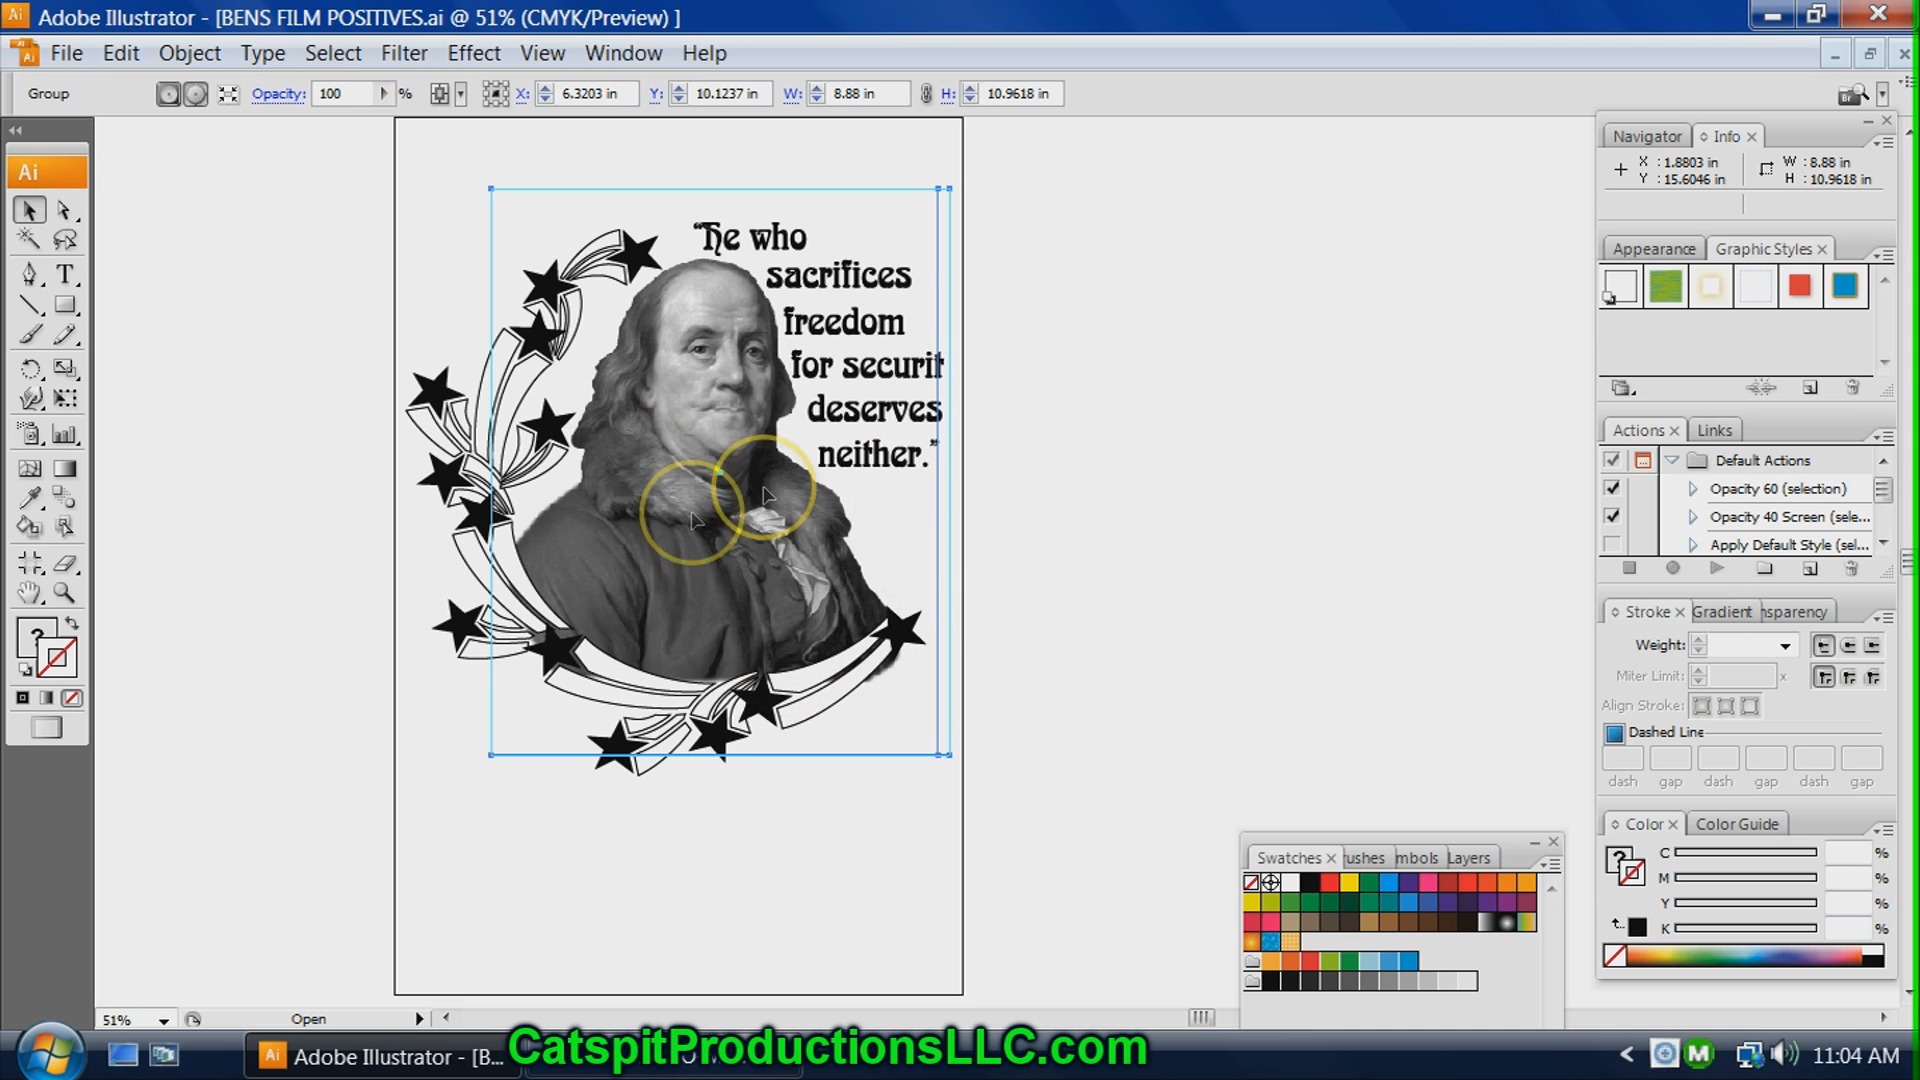 Adobe Illustrator - [BENS FILM POSITIVES.ai @ 51% (CMYK/Preview) ]
File Edit Object Type Select Filter Effect View Window Help
Group Opacity: 100 % X: 6.3203 in Y: 10.1237 in W: 8.88 in H: 10.9618 in
Navigator Info
X : 1.8803 in W : 8.88 in
Y : 15.6046 in H : 10.9618 in
Ai
Appearance Graphic Styles
“He who
sacrifices
freedom
for securit
deserves
neither.”
Actions Links
Default Actions
Opacity 60 (selection)
Opacity 40 Screen (sele...
Apply Default Style (sel...
Stroke Gradient nsparency
Weight:
Miter Limit: x
Align Stroke:
Dashed Line
dash gap dash gap dash gap
Color Color Guide
C %
M %
Y %
K %
Swatches rushes mbols Layers
51% Open
Adobe Illustrator - [B...
CatspitProductionsLLC.com
11:04 AM